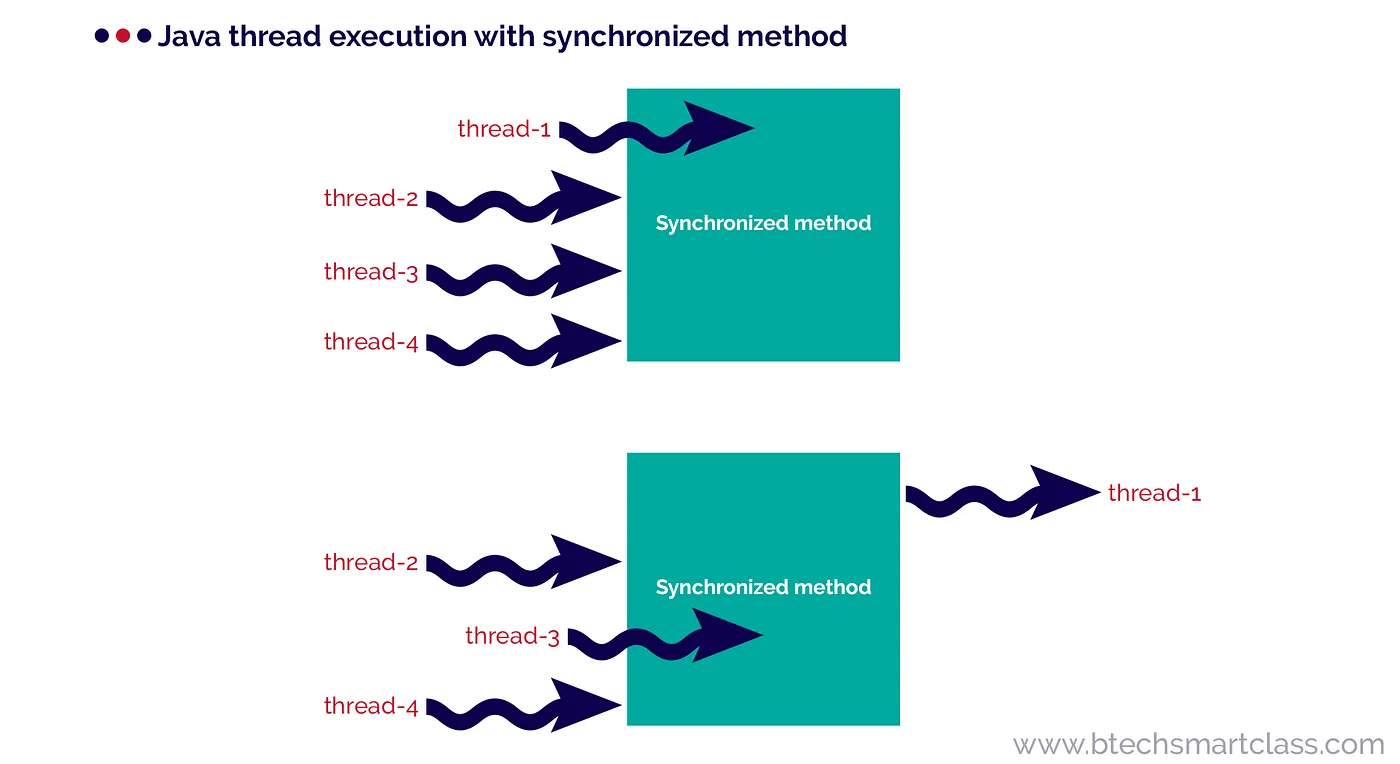 Java thread execution with synchronized method
thread-1
thread-2
Synchronized method
thread-3
thread-4
thread-1
thread-2
Synchronized method
thread-3
thread-4
www.btechsmartclass.com